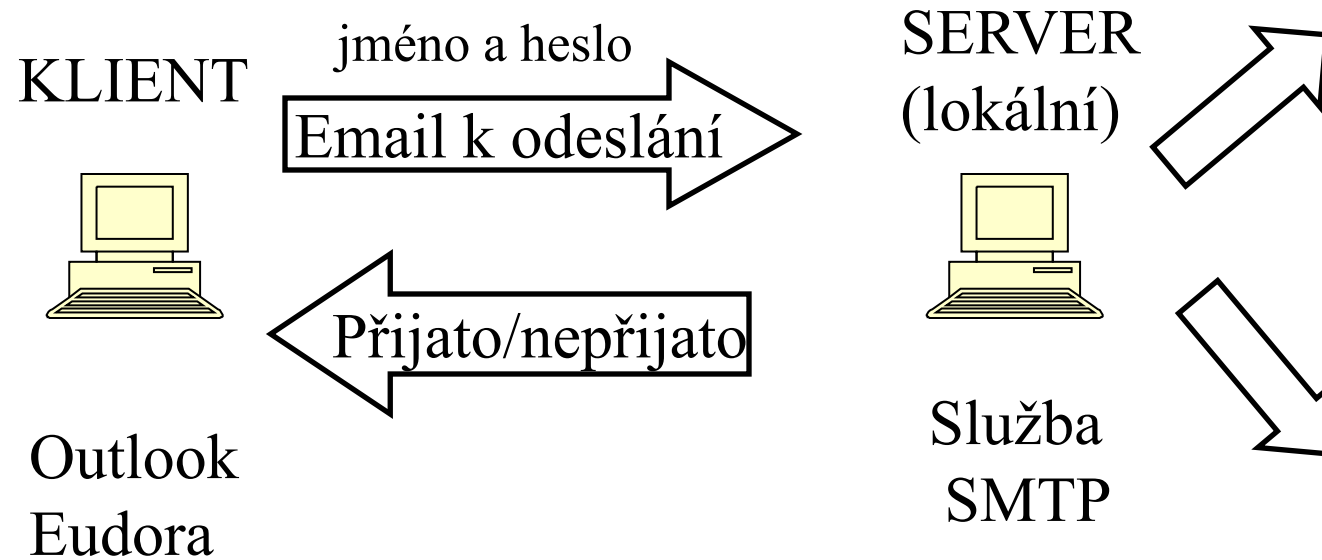 KLIENT
jméno a heslo
Email k odeslání
SERVER
(lokální)
Přijato/nepřijato
Outlook
Eudora
Služba
SMTP